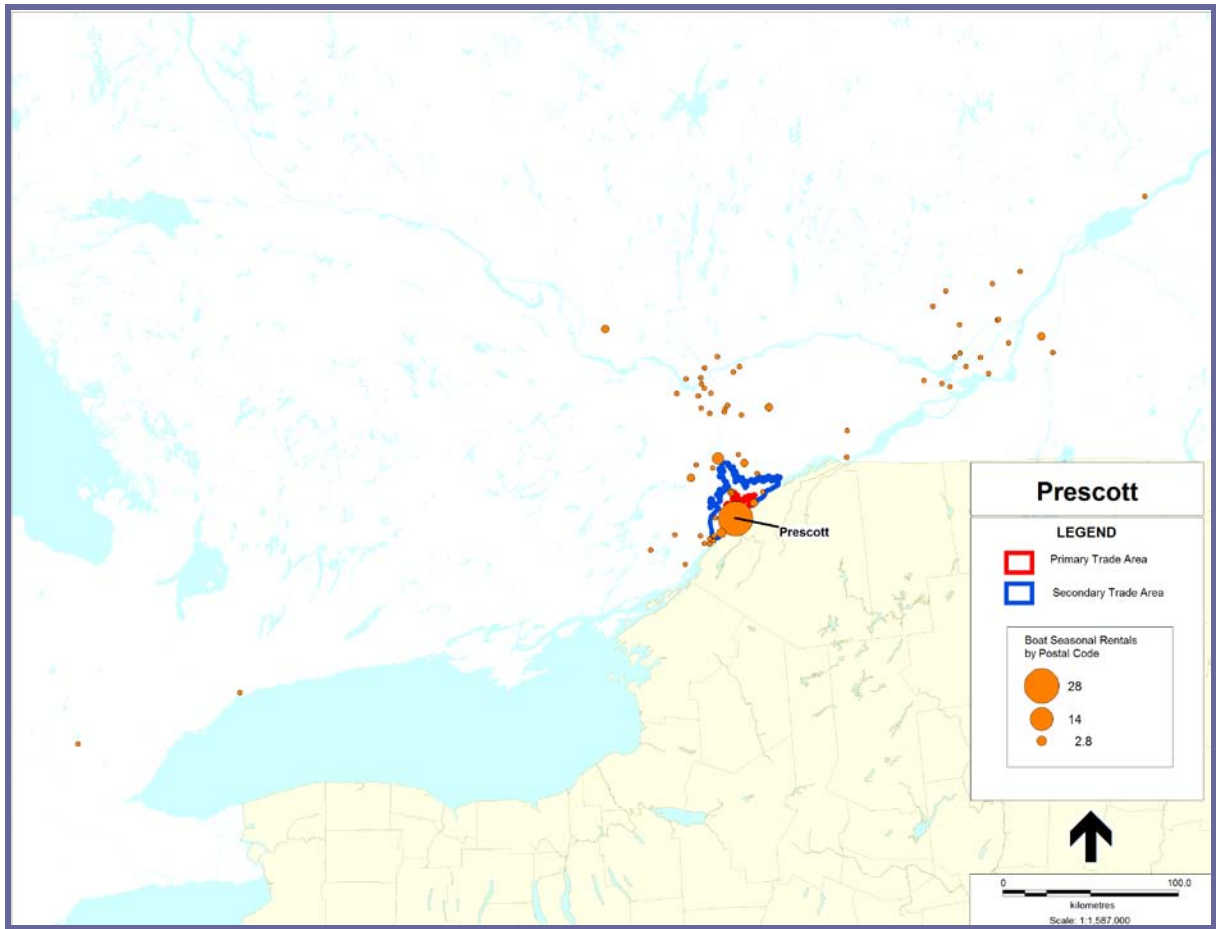 Prescott
Prescott
LEGEND
Primary Trade Area
Secondary Trade Area
Boat Seasonal Rentals
by Postal Code
28
14
2.8
0 100.0
kilometres
Scale: 1:1,587,000